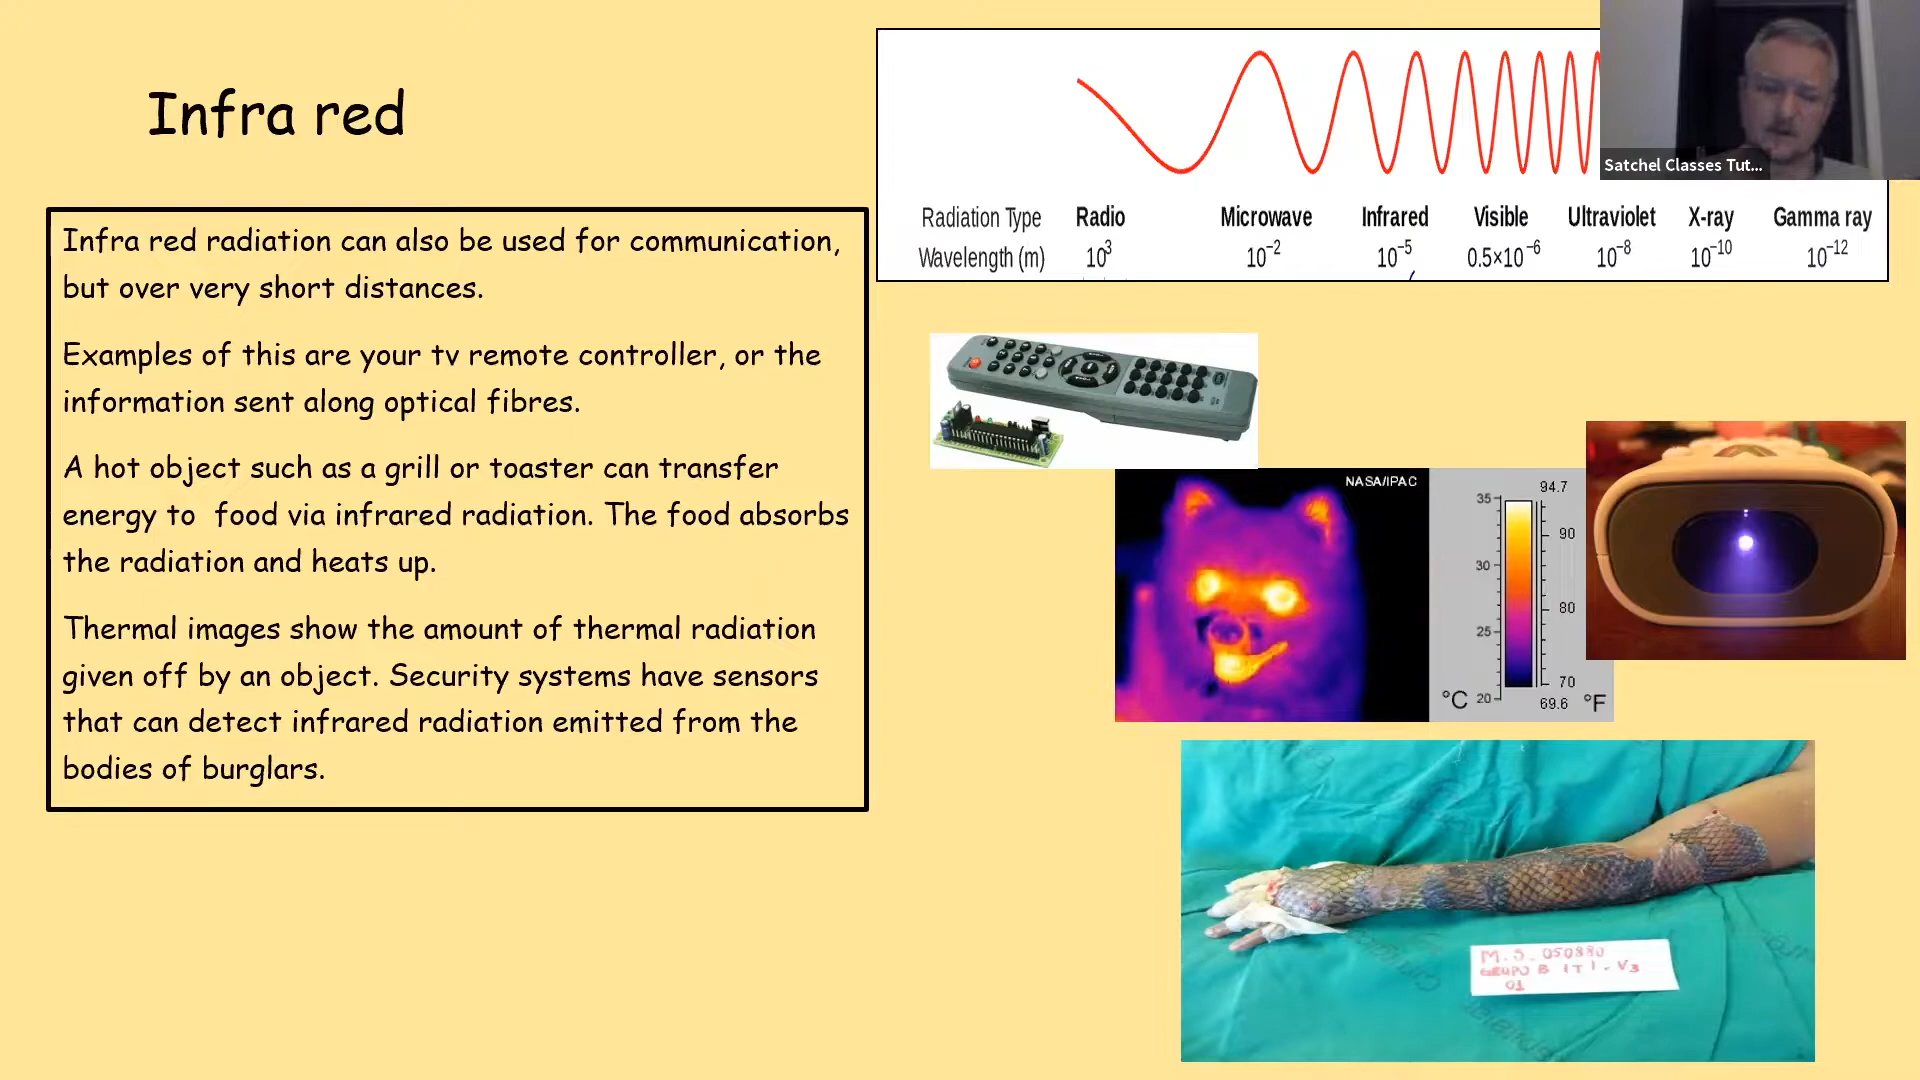 Infra red
Infra red radiation can also be used for communication,
but over very short distances.
Examples of this are your tv remote controller, or the
information sent along optical fibres.
A hot object such as a grill or toaster can transfer
energy to  food via infrared radiation. The food absorbs
the radiation and heats up.
Thermal images show the amount of thermal radiation
given off by an object. Security systems have sensors
that can detect infrared radiation emitted from the
bodies of burglars.
Satchel Classes Tut...
Radiation Type Radio Microwave Infrared Visible Ultraviolet X-ray Gamma ray
Wavelength (m) 10³ 10⁻² 10⁻⁵ 0.5×10⁻⁶ 10⁻⁸ 10⁻¹⁰ 10⁻¹²
NASA/IPAC
35 94.7
90
30
80
25
70
°C 20 69.6 °F
M.S. 050880
GRUPO B
01